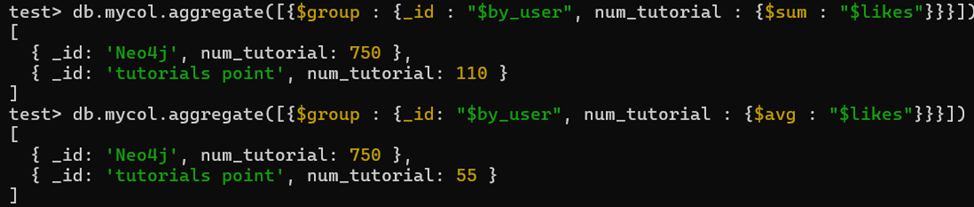 test> db.mycol.aggregate([{$group : {_id : "$by_user", num_tutorial : {$sum : "$likes"}}}])
[
  { _id: 'Neo4j', num_tutorial: 750 },
  { _id: 'tutorials point', num_tutorial: 110 }
]
test> db.mycol.aggregate([{$group : {_id: "$by_user", num_tutorial : {$avg : "$likes"}}}])
[
  { _id: 'Neo4j', num_tutorial: 750 },
  { _id: 'tutorials point', num_tutorial: 55 }
]